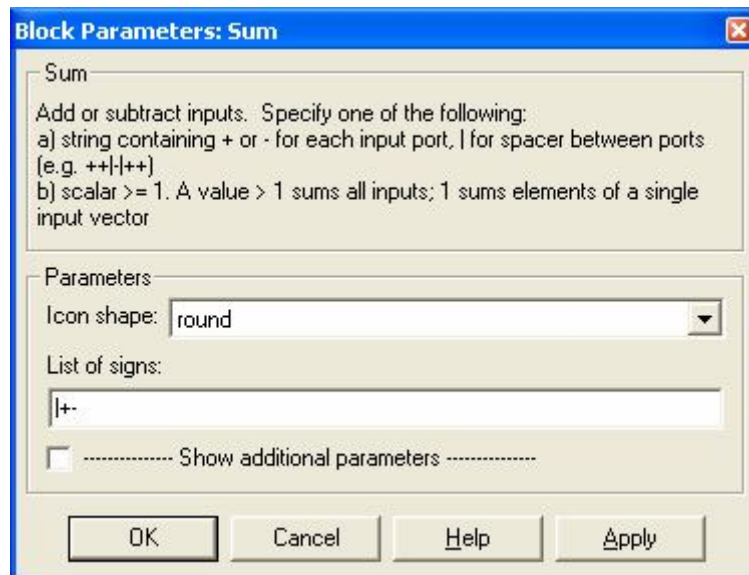 Block Parameters: Sum
Sum
Add or subtract inputs. Specify one of the following:
a) string containing + or - for each input port, | for spacer between ports
(e.g. ++|-|++)
b) scalar >= 1. A value > 1 sums all inputs; 1 sums elements of a single
input vector
Parameters
Icon shape: round
List of signs:
|+-
-------------- Show additional parameters --------------
OK Cancel Help Apply